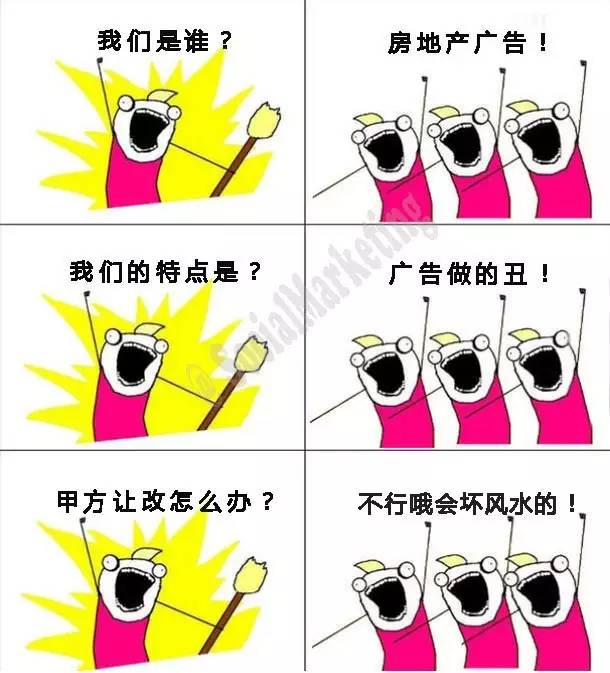 我们是谁？
房地产广告！
我们的特点是？
广告做的丑！
甲方让改怎么办？
不行哦会坏风水的！
@SocialMarketing